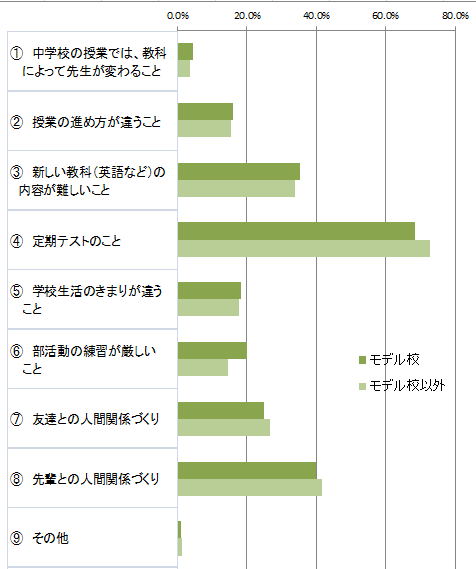 0.0% 20.0% 40.0% 60.0% 80.0%
① 中学校の授業では、教科
によって先生が変わること
② 授業の進め方が違うこと
③ 新しい教科（英語など）の
内容が難しいこと
④ 定期テストのこと
⑤ 学校生活のきまりが違う
こと
⑥ 部活動の練習が厳しい
こと
モデル校
モデル校以外
⑦ 友達との人間関係づくり
⑧ 先輩との人間関係づくり
⑨ その他